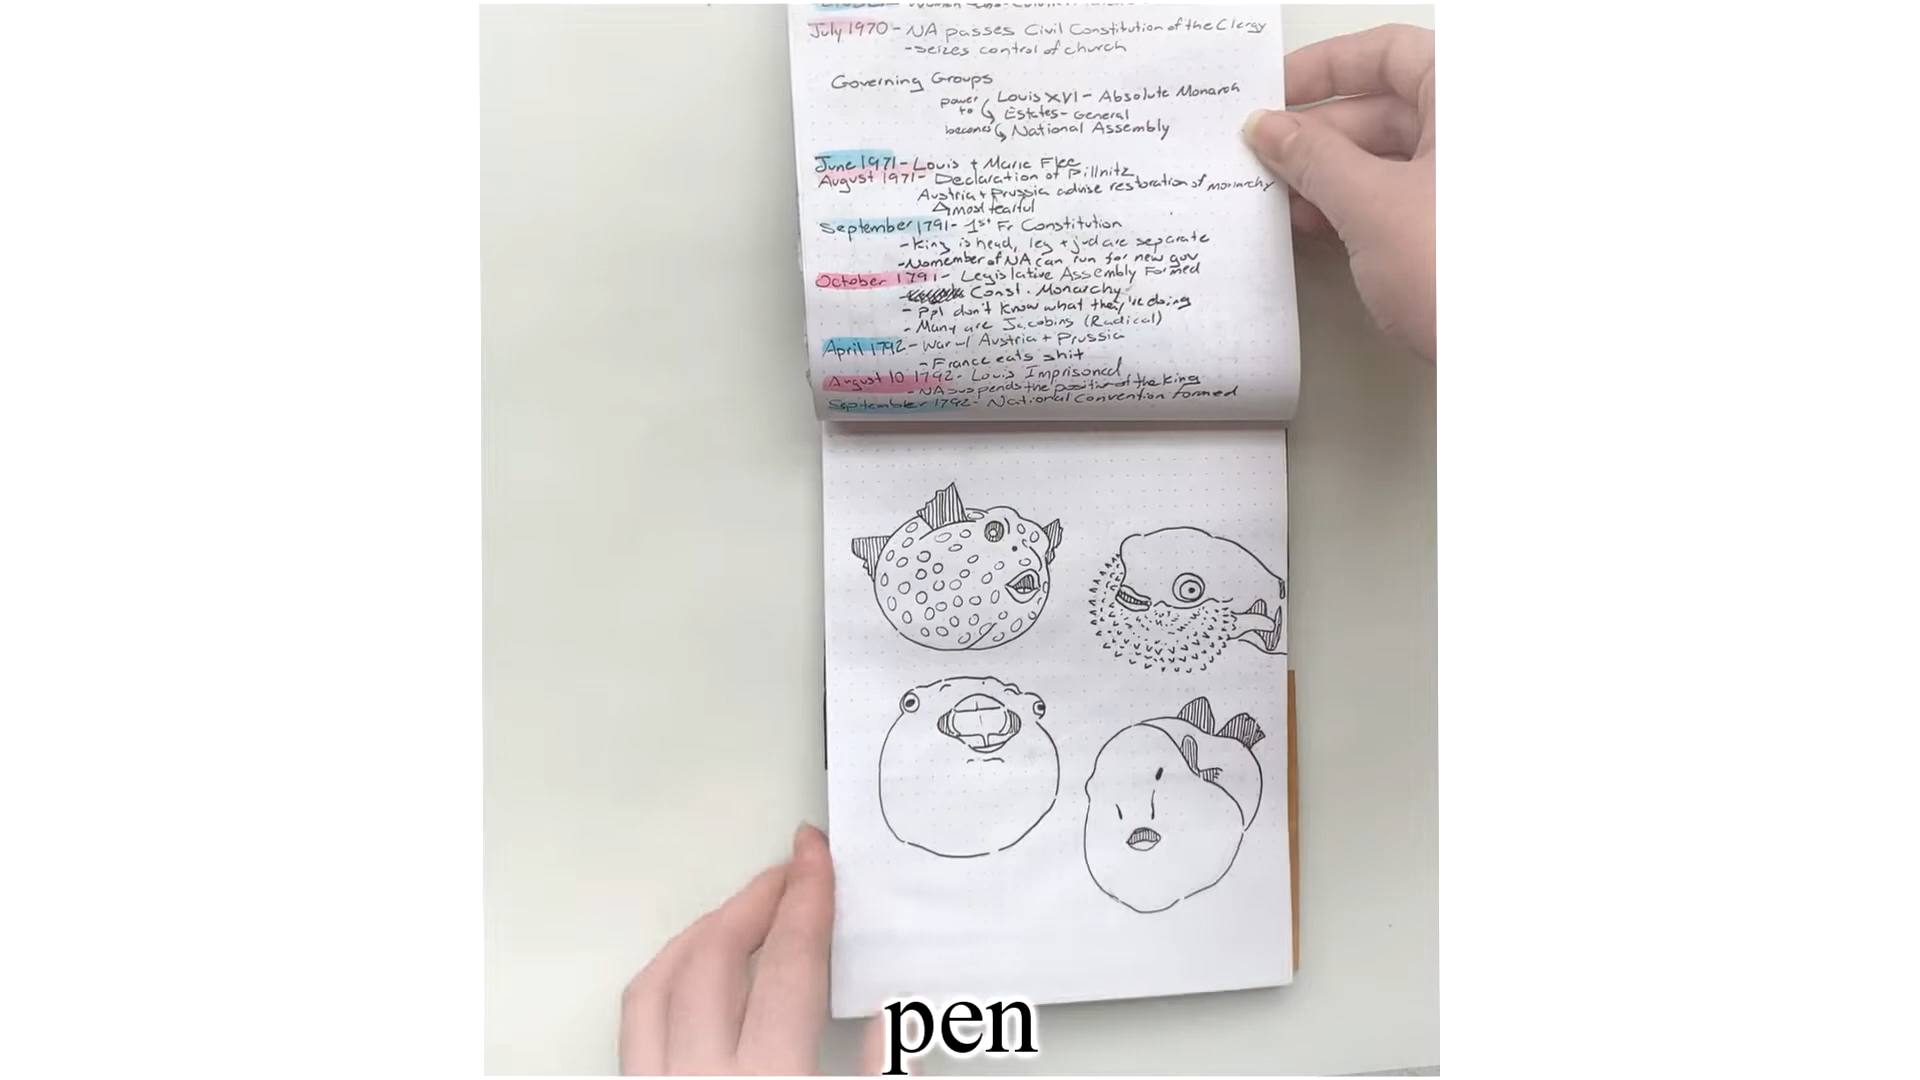 July 1970 - NA passes Civil Constitution of the Clergy
- seizes control of church
Governing Groups
power to Louis XVI - Absolute Monarch
Estates - General
becomes National Assembly
June 1971 - Louis + Marie Flee
August 1971 - Declaration of Pillnitz
Austria + Prussia advise restoration of monarchy
most fearful
September 1791 - 1st Fr Constitution
- King is head, leg + jud are separate
- No member of NA can run for new gov
October 1791 - Legislative Assembly Formed
Const. Monarchy
- Ppl don't know what they're doing
- Many are Jacobins (Radical)
April 1792 - War w/ Austria + Prussia
- France eats shit
August 10 1792 - Louis Imprisoned
- NA suspends the position of the king
September 1792 - National Convention Formed
pen